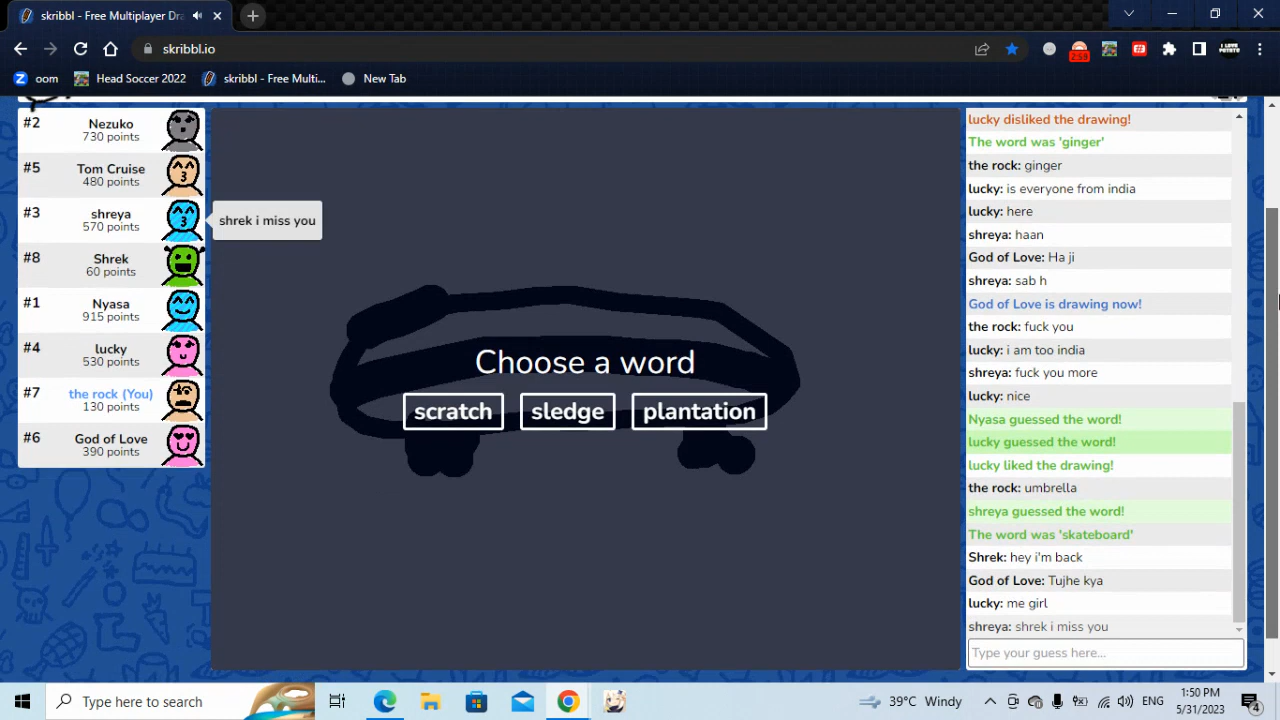 skribbl - Free Multiplayer Dra
skribbl.io
2:55
I LOVE
POTATO
oom
Head Soccer 2022
skribbl - Free Multi...
New Tab
#2
Nezuko
730 points
#5
Tom Cruise
480 points
#3
shreya
570 points
#8
Shrek
60 points
#1
Nyasa
915 points
#4
lucky
530 points
#7
the rock (You)
130 points
#6
God of Love
390 points
shrek i miss you
Choose a word
scratch
sledge
plantation
lucky disliked the drawing!
The word was 'ginger'
the rock: ginger
lucky: is everyone from india
lucky: here
shreya: haan
God of Love: Ha ji
shreya: sab h
God of Love is drawing now!
the rock: fuck you
lucky: i am too india
shreya: fuck you more
lucky: nice
Nyasa guessed the word!
lucky guessed the word!
lucky liked the drawing!
the rock: umbrella
shreya guessed the word!
The word was 'skateboard'
Shrek: hey i'm back
God of Love: Tujhe kya
lucky: me girl
shreya: shrek i miss you
Type your guess here...
Type here to search
39°C Windy
ENG
1:50 PM
5/31/2023
4